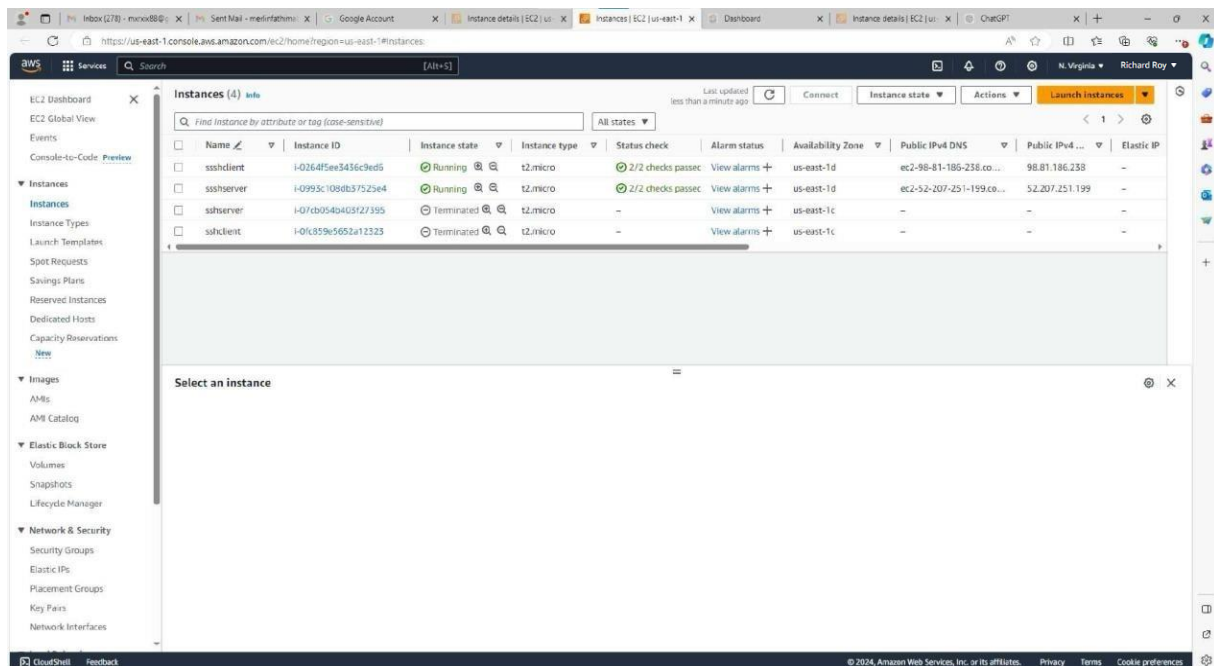 Inbox (278) - mxnxx88@
Sent Mail - merlinfathima
Google Account
Instance details | EC2 | us-
Instances | EC2 | us-east-1
Dashboard
Instance details | EC2 | us-
ChatGPT
https://us-east-1.console.aws.amazon.com/ec2/home?region=us-east-1#Instances:
aws Services Search [Alt+S] N. Virginia Richard Roy
EC2 Dashboard
EC2 Global View
Events
Console-to-Code Preview
Instances
Instances
Instance Types
Launch Templates
Spot Requests
Savings Plans
Reserved Instances
Dedicated Hosts
Capacity Reservations
New
Images
AMIs
AMI Catalog
Elastic Block Store
Volumes
Snapshots
Lifecycle Manager
Network & Security
Security Groups
Elastic IPs
Placement Groups
Key Pairs
Network Interfaces
Instances (4) Info
Last updated
less than a minute ago
Connect Instance state Actions Launch instances
Find Instance by attribute or tag (case-sensitive) All states 1
Name Instance ID Instance state Instance type Status check Alarm status Availability Zone Public IPv4 DNS Public IPv4 ... Elastic IP
ssshclient i-0264f5ee3436c9ed6 Running t2.micro 2/2 checks passec View alarms + us-east-1d ec2-98-81-186-238.co... 98.81.186.238 –
ssshserver i-0993c108db37525e4 Running t2.micro 2/2 checks passec View alarms + us-east-1d ec2-52-207-251-199.co... 52.207.251.199 –
sshserver i-07cb054b403f27395 Terminated t2.micro – View alarms + us-east-1c – – –
sshclient i-0fc859e5652a12323 Terminated t2.micro – View alarms + us-east-1c – – –
Select an instance
CloudShell Feedback © 2024, Amazon Web Services, Inc. or its affiliates. Privacy Terms Cookie preferences